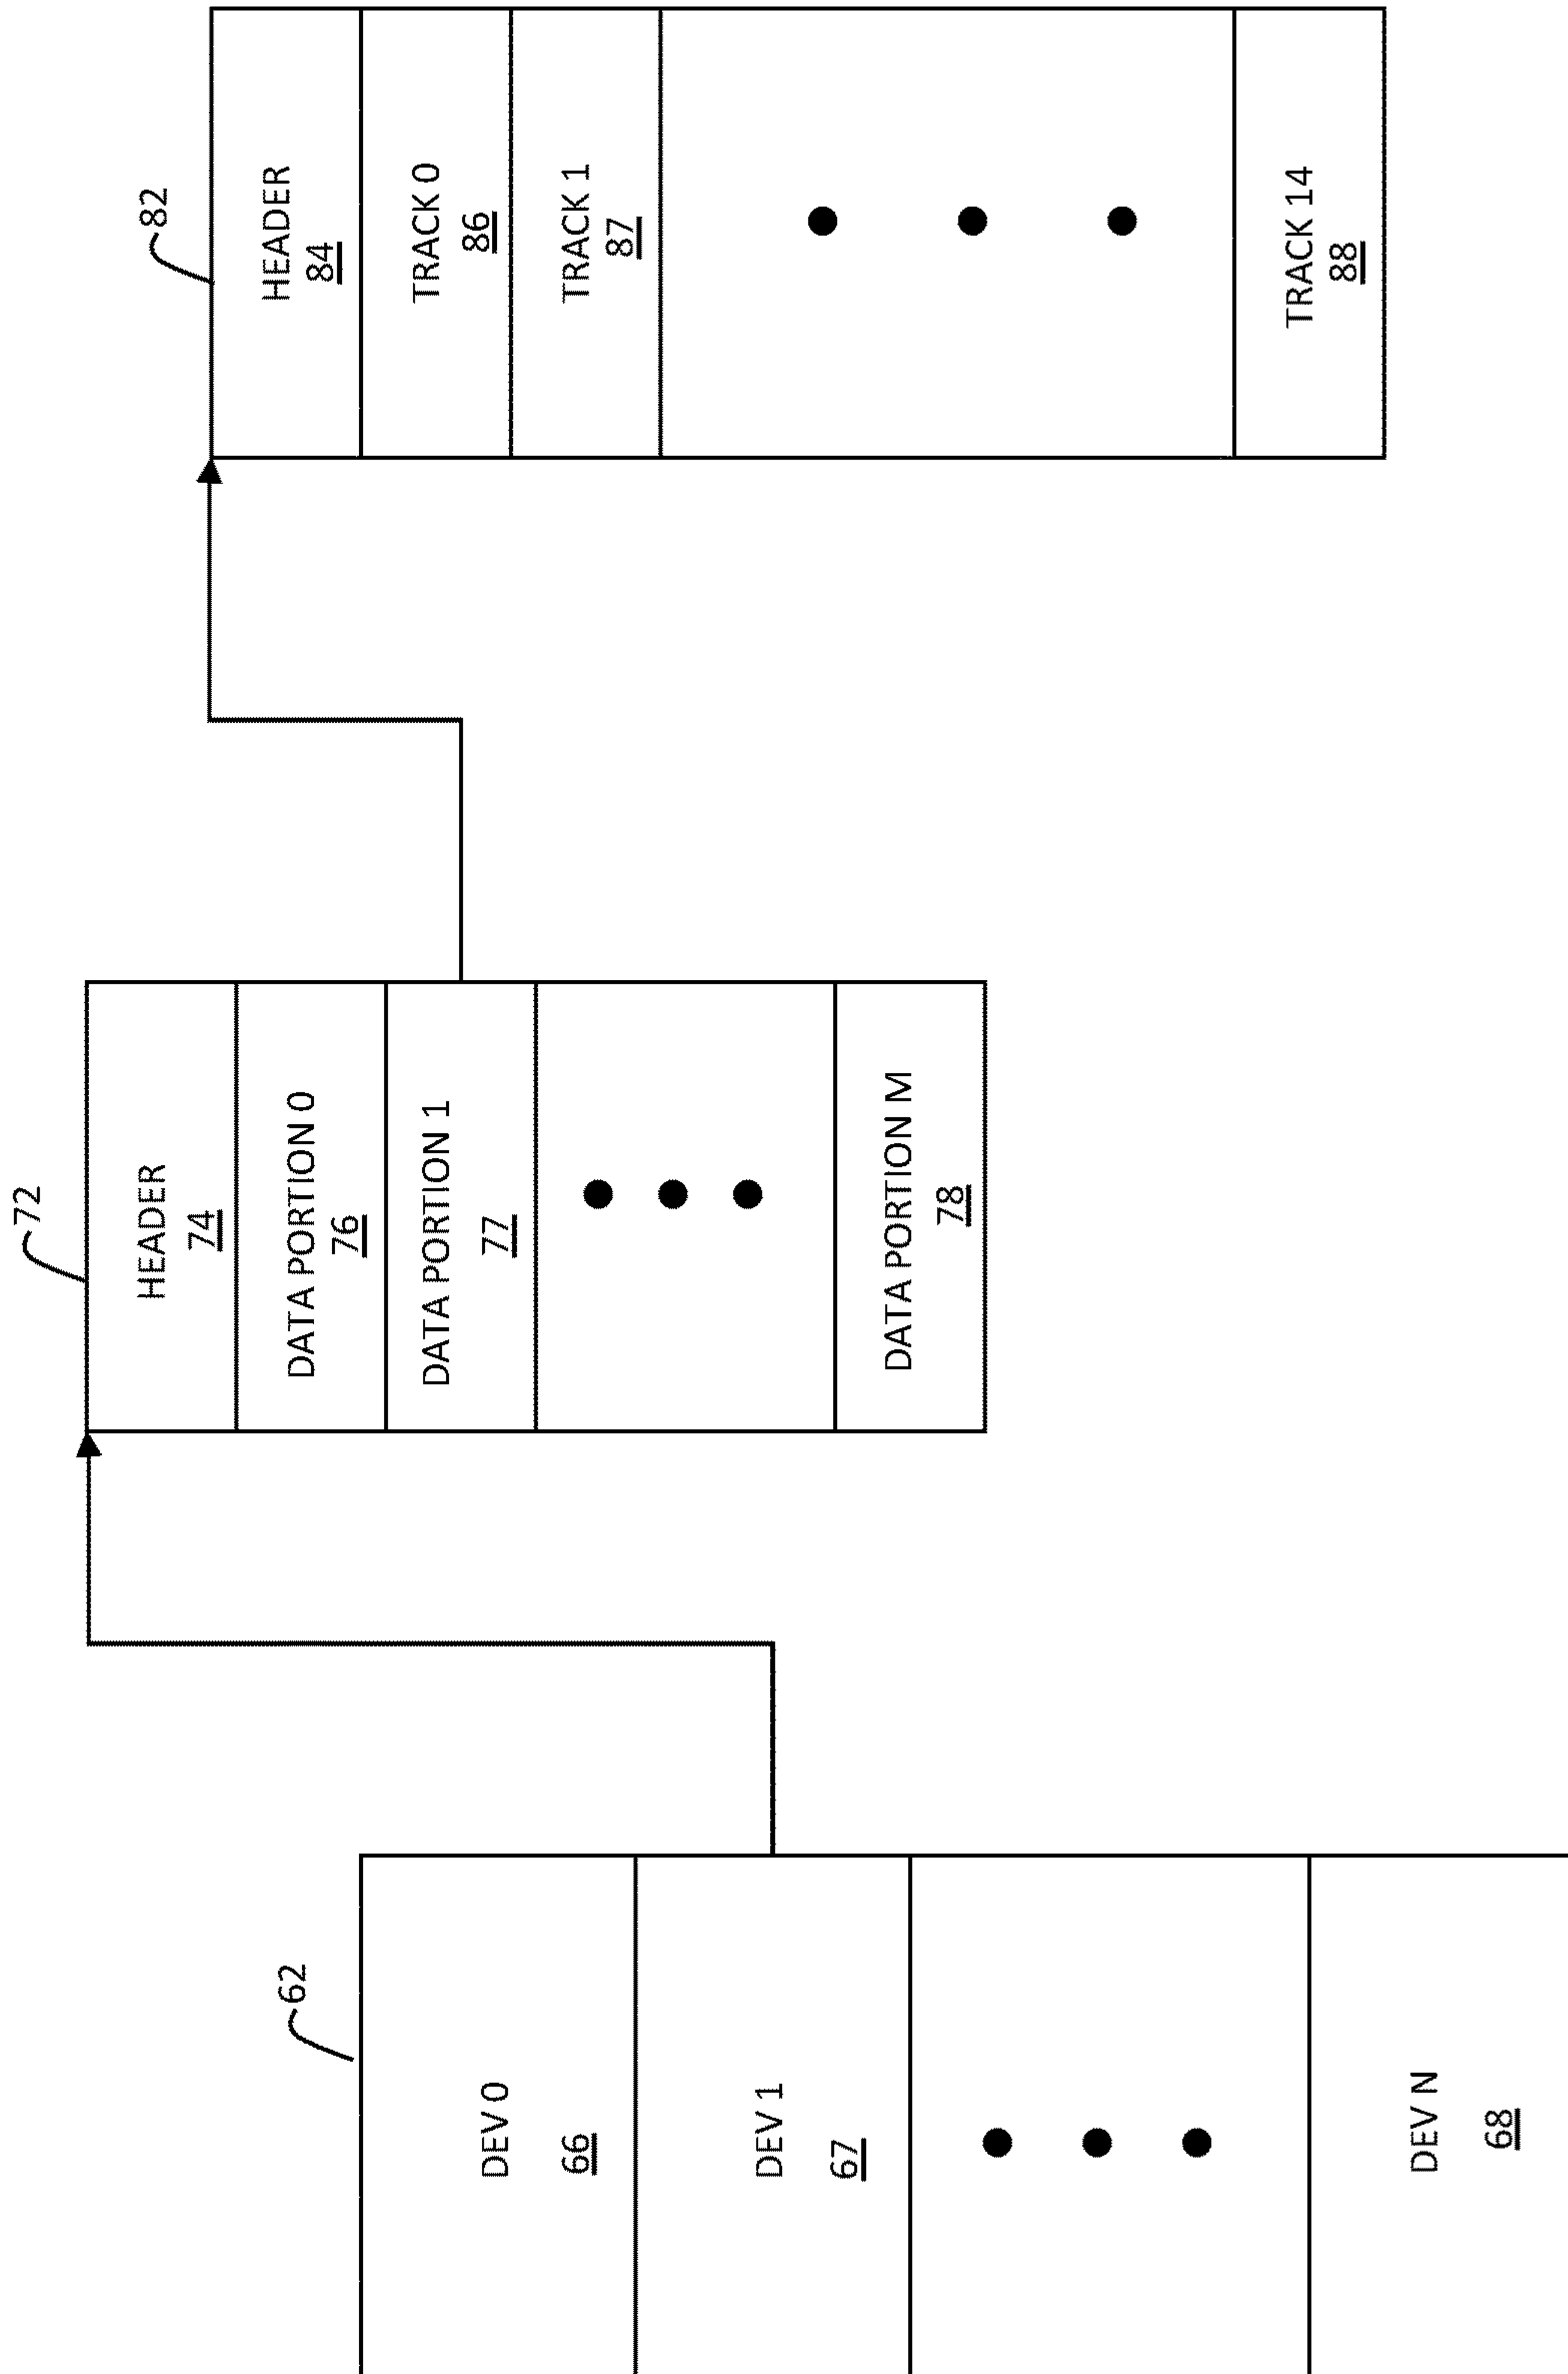 62
DEV 0
66
DEV 1
67
DEV N
68
72
HEADER
74
DATA PORTION 0
76
DATA PORTION 1
77
DATA PORTION M
78
82
HEADER
84
TRACK 0
86
TRACK 1
87
TRACK 14
88